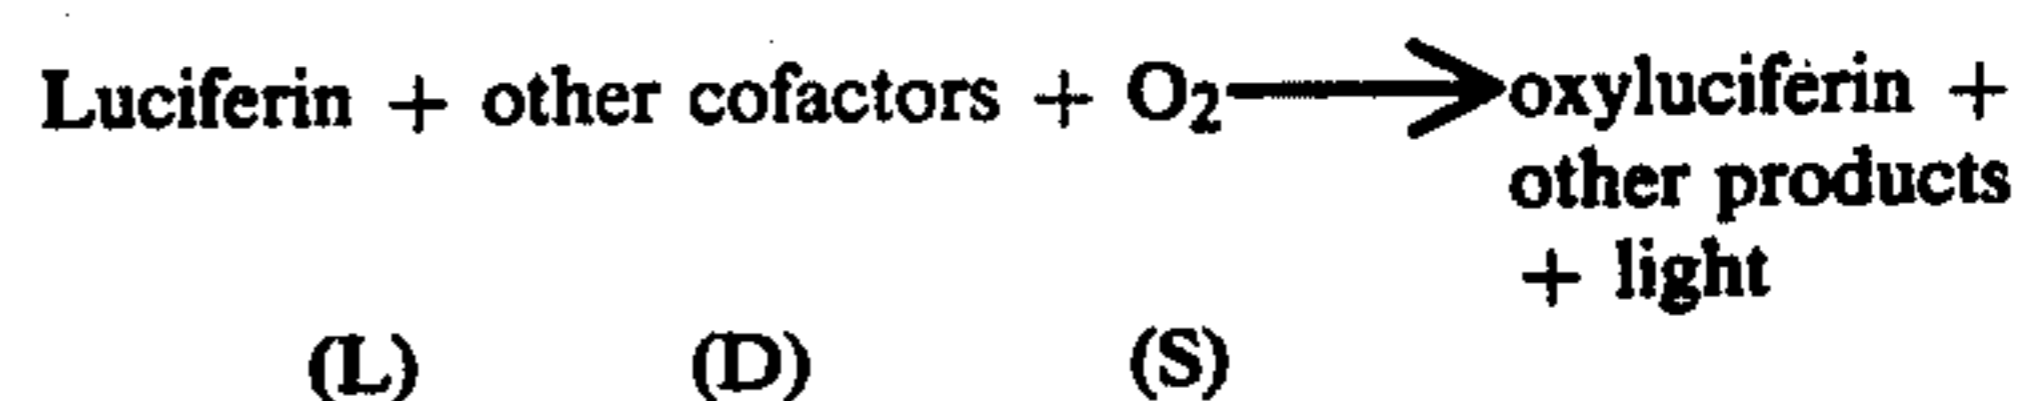 Luciferin + other cofactors + O₂ → oxyluciferin +
other products
+ light
(L) (D) (S)